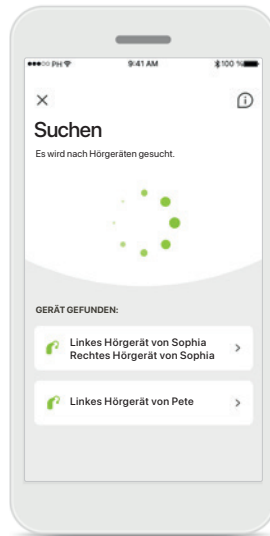 ●●●○○ PH 9:41 AM 100 %
Suchen
Es wird nach Hörgeräten gesucht.
GERÄT GEFUNDEN:
Linkes Hörgerät von Sophia
Rechtes Hörgerät von Sophia
Linkes Hörgerät von Pete